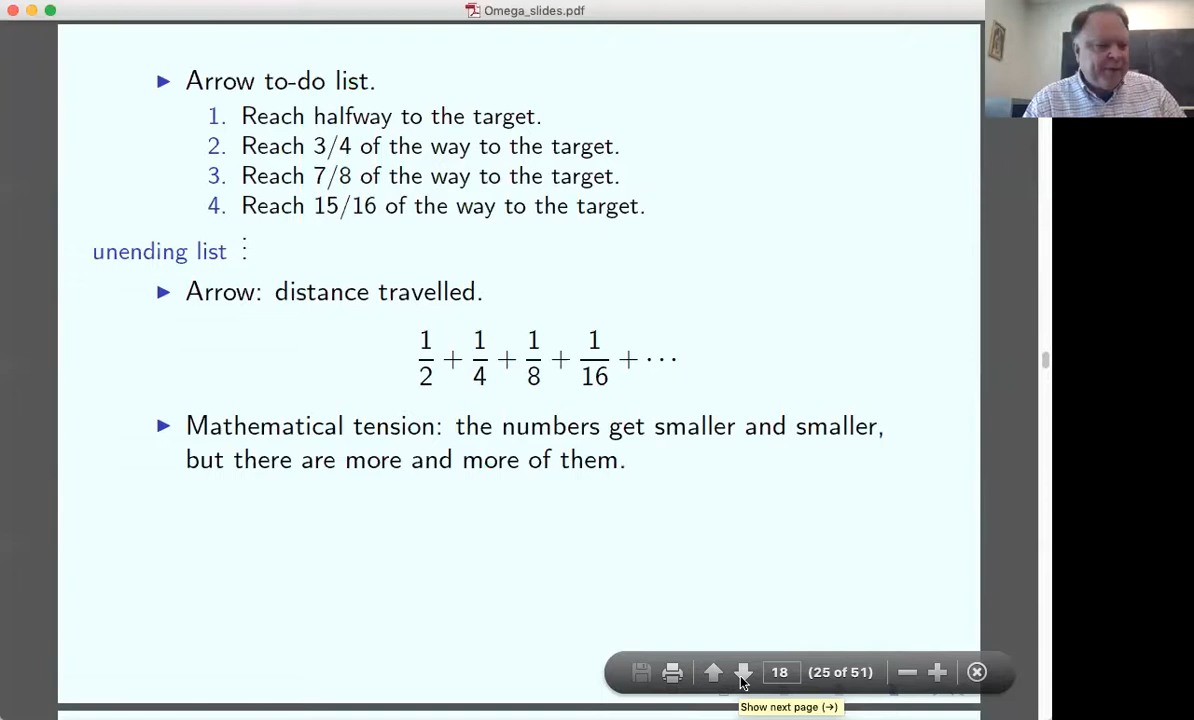 Omega_slides.pdf
▶ Arrow to-do list.
1. Reach halfway to the target.
2. Reach 3/4 of the way to the target.
3. Reach 7/8 of the way to the target.
4. Reach 15/16 of the way to the target.
unending list ⋮
▶ Arrow: distance travelled.
1/2 + 1/4 + 1/8 + 1/16 + ⋯
▶ Mathematical tension: the numbers get smaller and smaller,
but there are more and more of them.
18 (25 of 51)
Show next page (→)